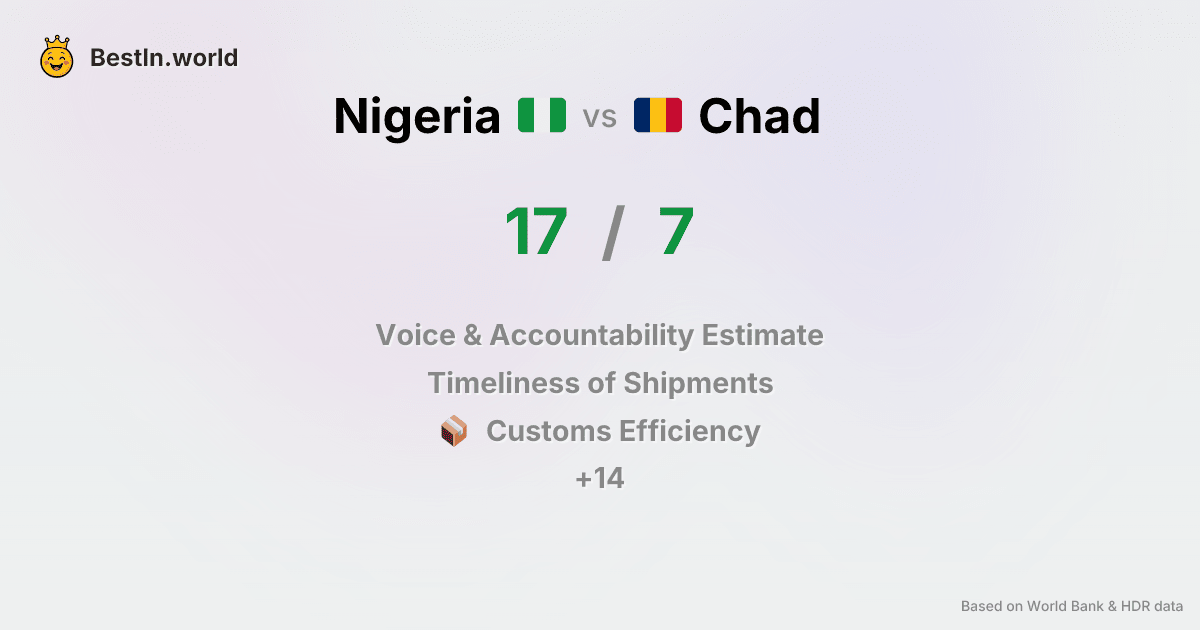 BestIn.world
Nigeria vs Chad
17 / 7
Voice & Accountability Estimate
Timeliness of Shipments
Customs Efficiency
+14
Based on World Bank & HDR data